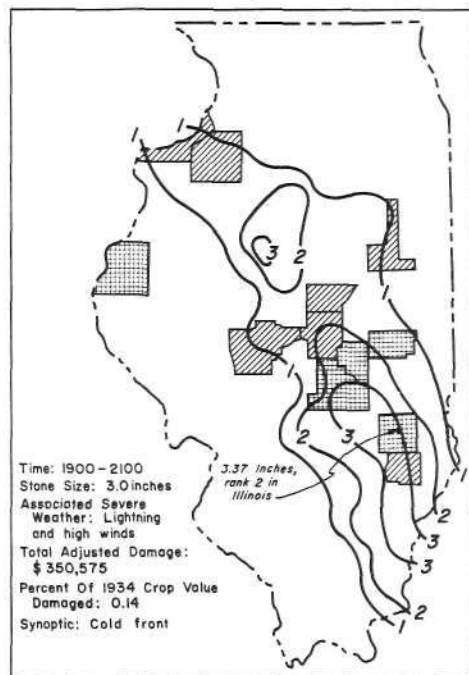 1
1
3 2
1
1
2
3
3.37 Inches,
rank 2 in
Illinois
1
2
3
3
2
1
Time: 1900-2100
Stone Size: 3.0 inches
Associated Severe
Weather: Lightning
and high winds
Total Adjusted Damage:
$350,575
Percent Of 1934 Crop Value
Damaged: 0.14
Synoptic: Cold front